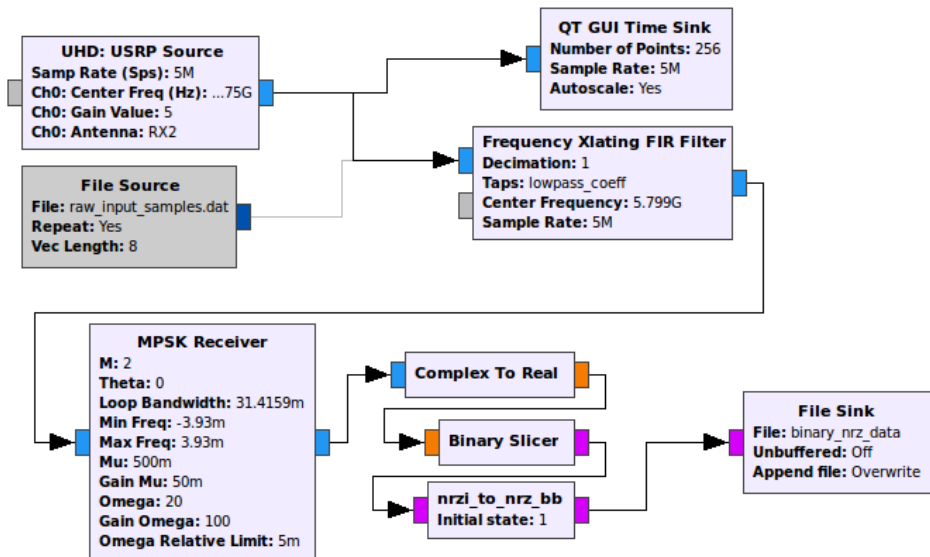 UHD: USRP Source
Samp Rate (Sps): 5M
Ch0: Center Freq (Hz): ...75G
Ch0: Gain Value: 5
Ch0: Antenna: RX2
QT GUI Time Sink
Number of Points: 256
Sample Rate: 5M
Autoscale: Yes
File Source
File: raw_input_samples.dat
Repeat: Yes
Vec Length: 8
Frequency Xlating FIR Filter
Decimation: 1
Taps: lowpass_coeff
Center Frequency: 5.799G
Sample Rate: 5M
MPSK Receiver
M: 2
Theta: 0
Loop Bandwidth: 31.4159m
Min Freq: -3.93m
Max Freq: 3.93m
Mu: 500m
Gain Mu: 50m
Omega: 20
Gain Omega: 100
Omega Relative Limit: 5m
Complex To Real
Binary Slicer
nrzi_to_nrz_bb
Initial state: 1
File Sink
File: binary_nrz_data
Unbuffered: Off
Append file: Overwrite